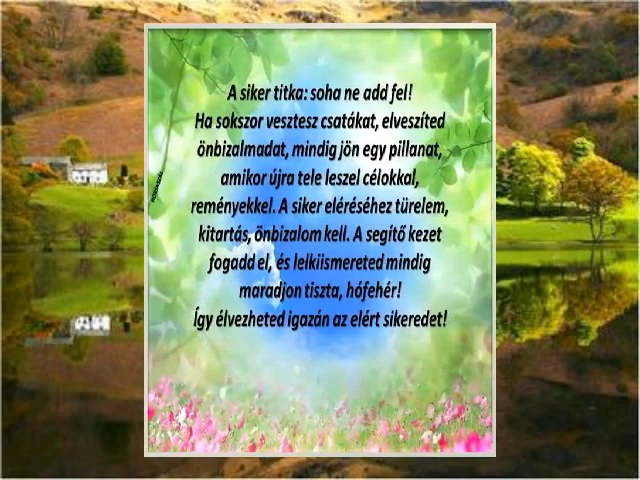 A siker titka: soha ne add fel!
Ha sokszor vesztesz csatákat, elveszíted
önbizalmadat, mindig jön egy pillanat,
amikor újra tele leszel célokkal,
reményekkel. A siker eléréséhez türelem,
kitartás, önbizalom kell. A segítő kezet
fogadd el, és lelkiismereted mindig
maradjon tiszta, hófehér!
Így élvezheted igazán az elért sikeredet!